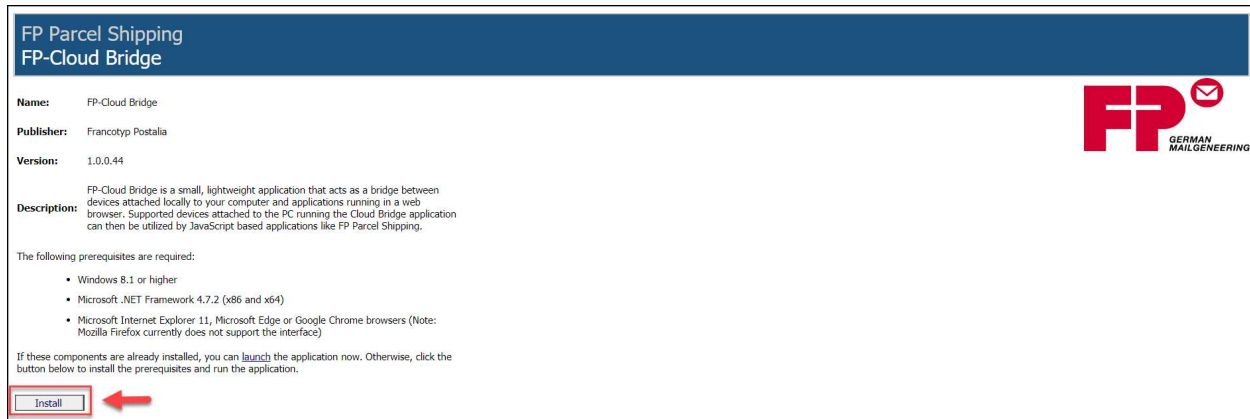 FP Parcel Shipping
FP-Cloud Bridge
FP
GERMAN
MAILGENEERING
Name: FP-Cloud Bridge
Publisher: Francotyp Postalia
Version: 1.0.0.44
Description: FP-Cloud Bridge is a small, lightweight application that acts as a bridge between
devices attached locally to your computer and applications running in a web
browser. Supported devices attached to the PC running the Cloud Bridge application
can then be utilized by JavaScript based applications like FP Parcel Shipping.
The following prerequisites are required:
• Windows 8.1 or higher
• Microsoft .NET Framework 4.7.2 (x86 and x64)
• Microsoft Internet Explorer 11, Microsoft Edge or Google Chrome browsers (Note:
Mozilla Firefox currently does not support the interface)
If these components are already installed, you can launch the application now. Otherwise, click the
button below to install the prerequisites and run the application.
Install